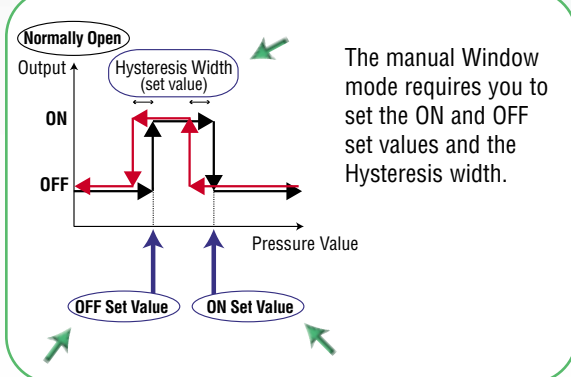 Normally Open
Output
Hysteresis Width
(set value)
ON
OFF
Pressure Value
OFF Set Value
ON Set Value
The manual Window
mode requires you to
set the ON and OFF
set values and the
Hysteresis width.